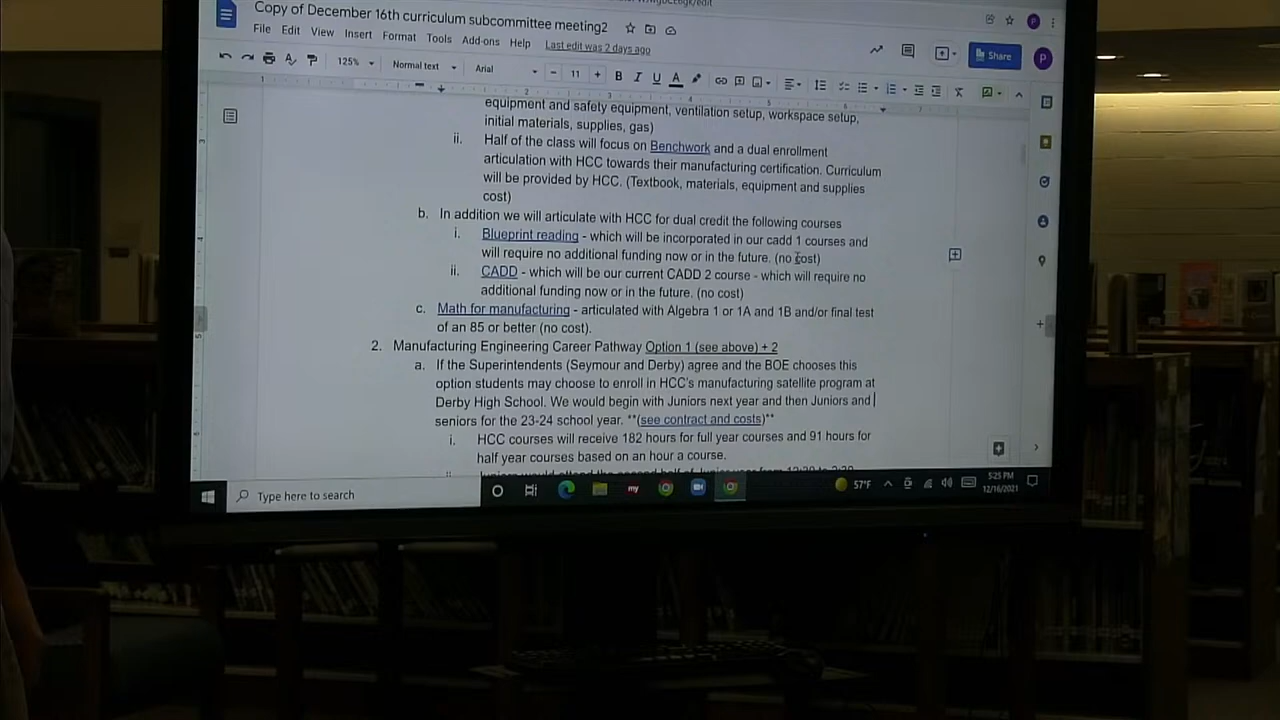 Copy of December 16th curriculum subcommittee meeting2
File Edit View Insert Format Tools Add-ons Help Last edit was 2 days ago
Share
P
125% Normal text Arial 11 B I U A
equipment and safety equipment, ventilation setup, workspace setup,
initial materials, supplies, gas)
ii. Half of the class will focus on Benchwork and a dual enrollment
articulation with HCC towards their manufacturing certification. Curriculum
will be provided by HCC. (Textbook, materials, equipment and supplies
cost)
b. In addition we will articulate with HCC for dual credit the following courses
i. Blueprint reading - which will be incorporated in our cadd 1 courses and
will require no additional funding now or in the future. (no cost)
ii. CADD - which will be our current CADD 2 course - which will require no
additional funding now or in the future. (no cost)
c. Math for manufacturing - articulated with Algebra 1 or 1A and 1B and/or final test
of an 85 or better (no cost).
2. Manufacturing Engineering Career Pathway Option 1 (see above) + 2
a. If the Superintendents (Seymour and Derby) agree and the BOE chooses this
option students may choose to enroll in HCC's manufacturing satellite program at
Derby High School. We would begin with Juniors next year and then Juniors and
seniors for the 23-24 school year. **(see contract and costs)**
i. HCC courses will receive 182 hours for full year courses and 91 hours for
half year courses based on an hour a course.
Type here to search
my
57°F
5:25 PM
12/16/2021